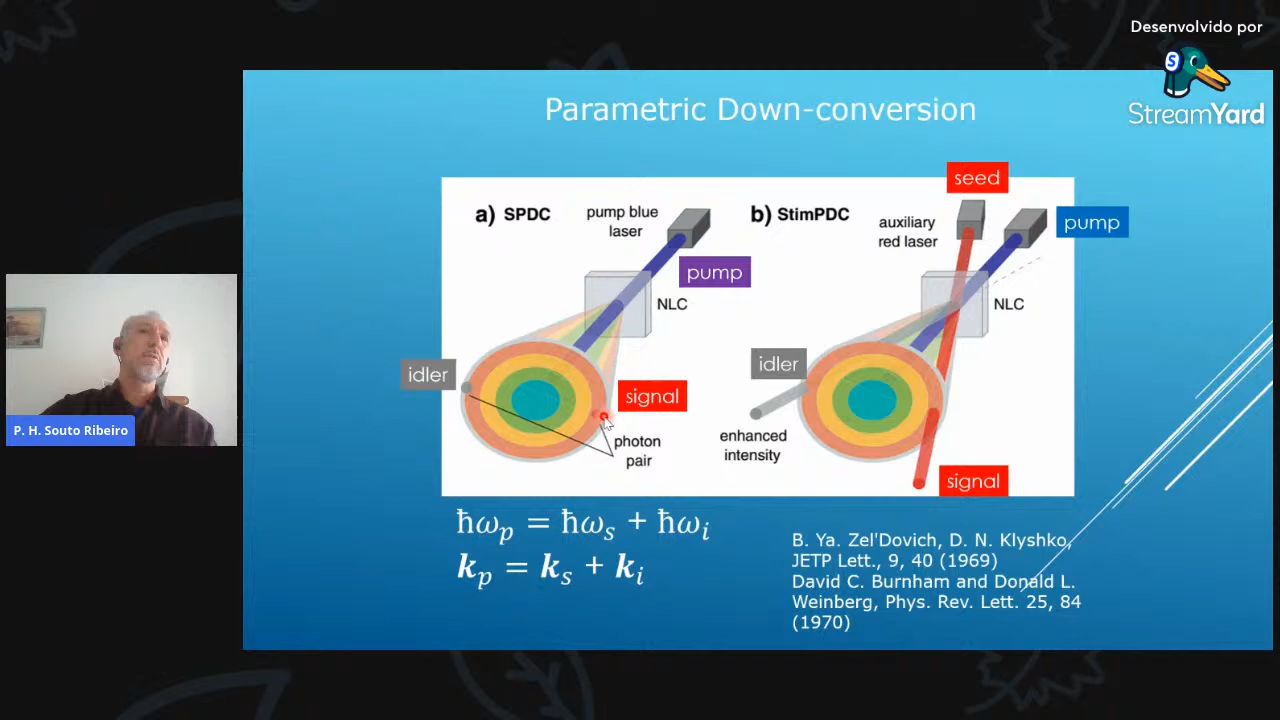 Desenvolvido por
S
StreamYard
Parametric Down-conversion
seed
a) SPDC
pump blue
laser
pump
NLC
idler
signal
photon
pair
b) StimPDC
auxiliary
red laser
pump
NLC
idler
enhanced
intensity
signal
ħω_p = ħω_s + ħω_i
k_p = k_s + k_i
B. Ya. Zel'Dovich, D. N. Klyshko,
JETP Lett., 9, 40 (1969)
David C. Burnham and Donald L.
Weinberg, Phys. Rev. Lett. 25, 84
(1970)
P. H. Souto Ribeiro